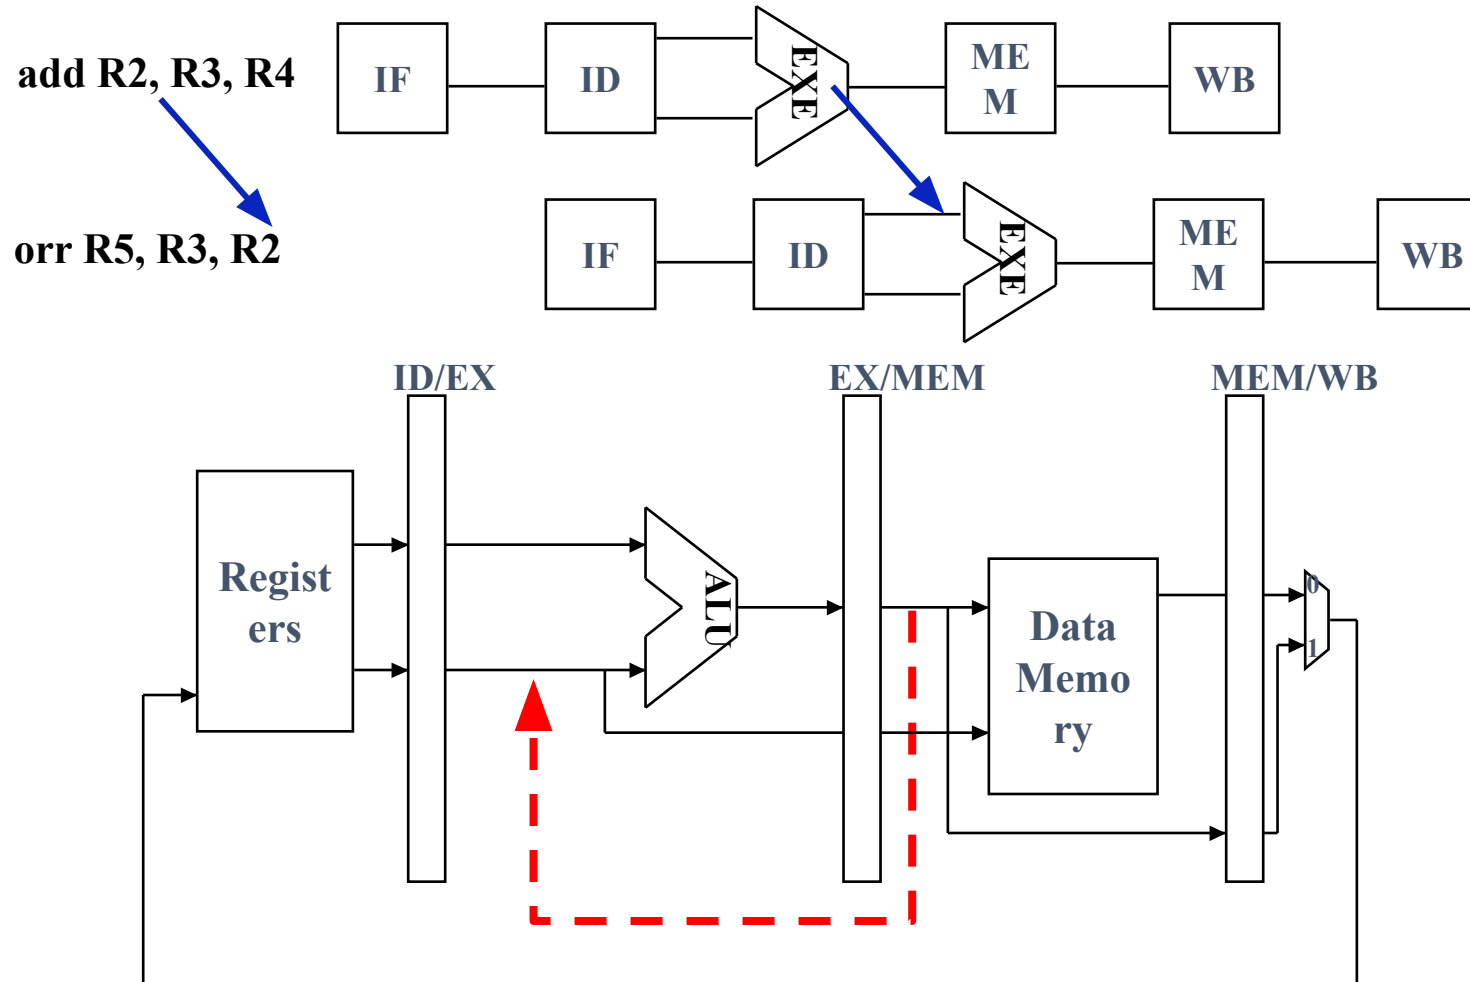 add R2, R3, R4
IF
ID
EXE
ME
M
WB
orr R5, R3, R2
IF
ID
EXE
ME
M
WB
ID/EX
EX/MEM
MEM/WB
Regist
ers
ALU
Data
Memo
ry
0
1